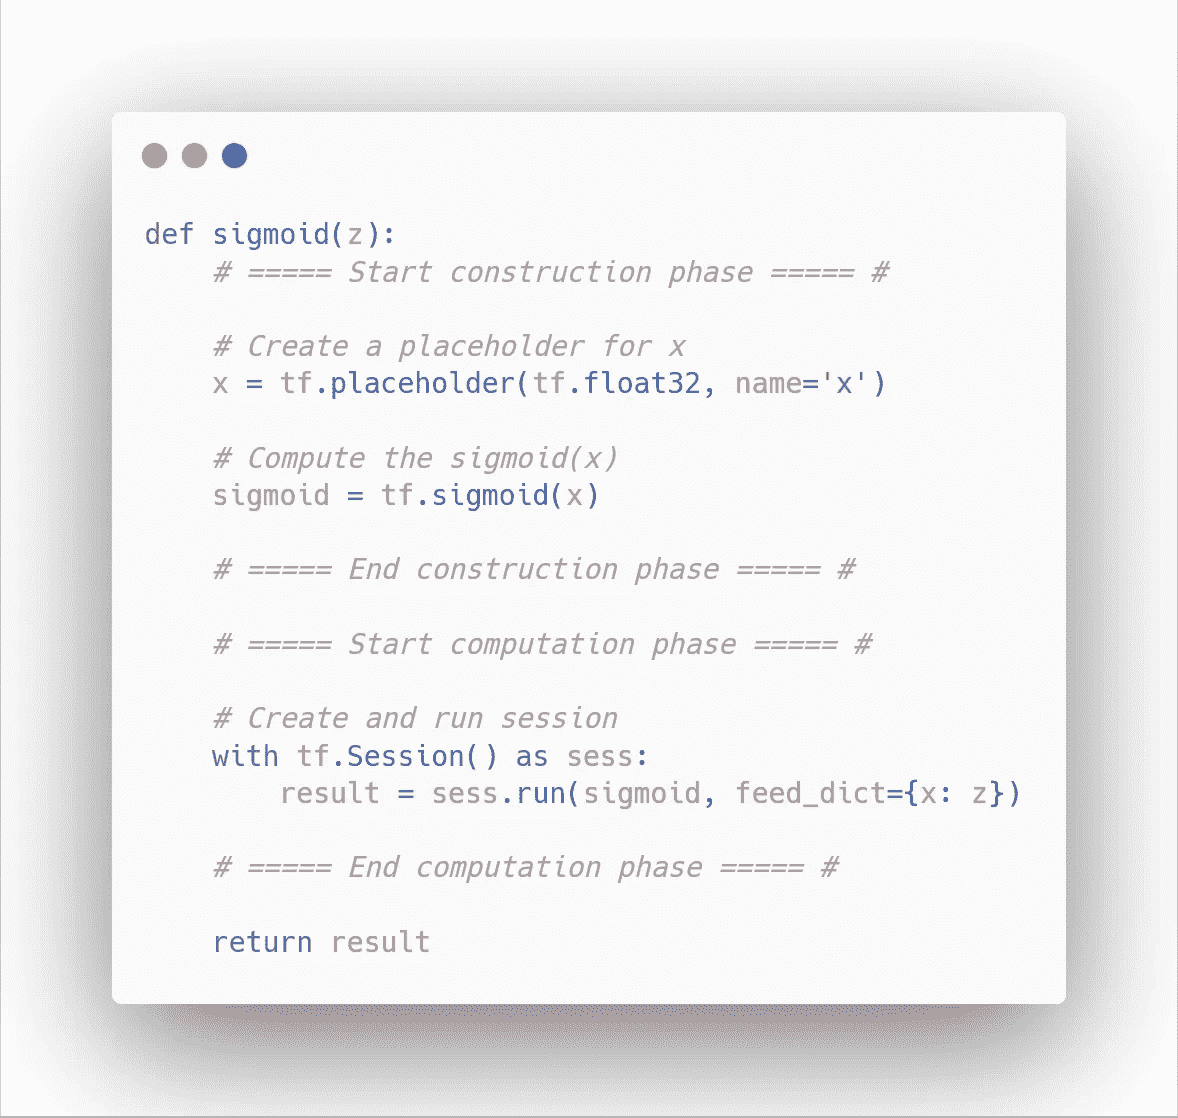 def sigmoid(z):
    # ===== Start construction phase ===== #
    # Create a placeholder for x
    x = tf.placeholder(tf.float32, name='x')
    # Compute the sigmoid(x)
    sigmoid = tf.sigmoid(x)
    # ===== End construction phase ===== #
    # ===== Start computation phase ===== #
    # Create and run session
    with tf.Session() as sess:
        result = sess.run(sigmoid, feed_dict={x: z})
    # ===== End computation phase ===== #
    return result